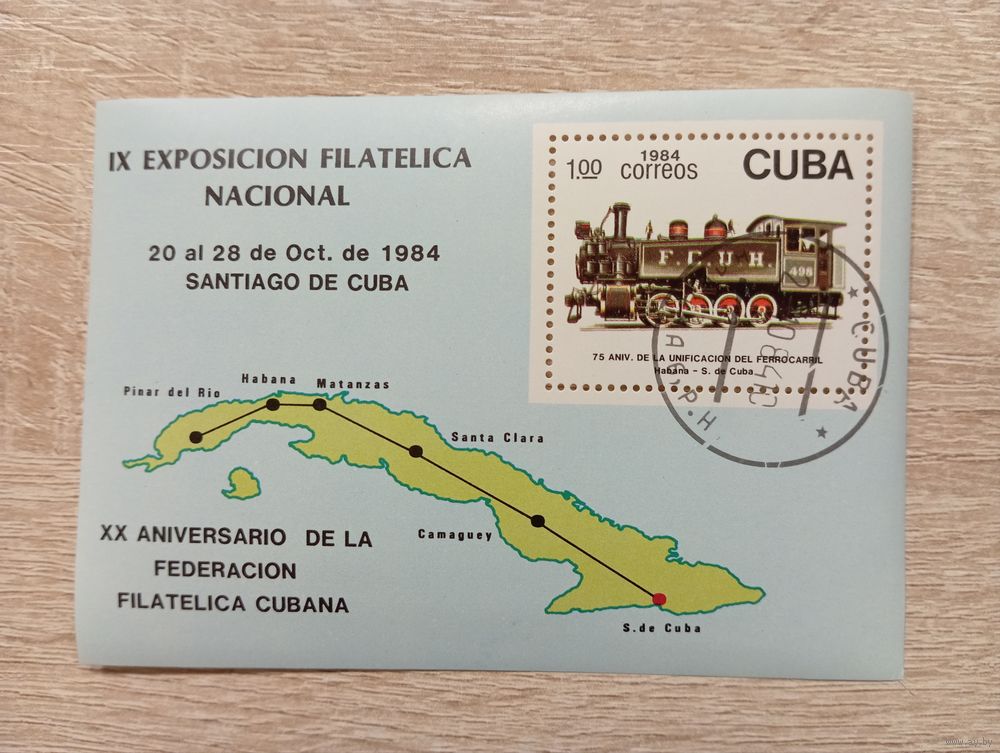 IX EXPOSICION FILATELICA
NACIONAL
20 al 28 de Oct. de 1984
SANTIAGO DE CUBA
1.00 1984 correos CUBA
F.C.U.H.
498
75 ANIV. DE LA UNIFICACION DEL FERROCARRIL
Habana - S. de Cuba
CUBA
Pinar del Rio
Habana
Matanzas
Santa Clara
Camaguey
S.de Cuba
XX ANIVERSARIO DE LA
FEDERACION
FILATELICA CUBANA